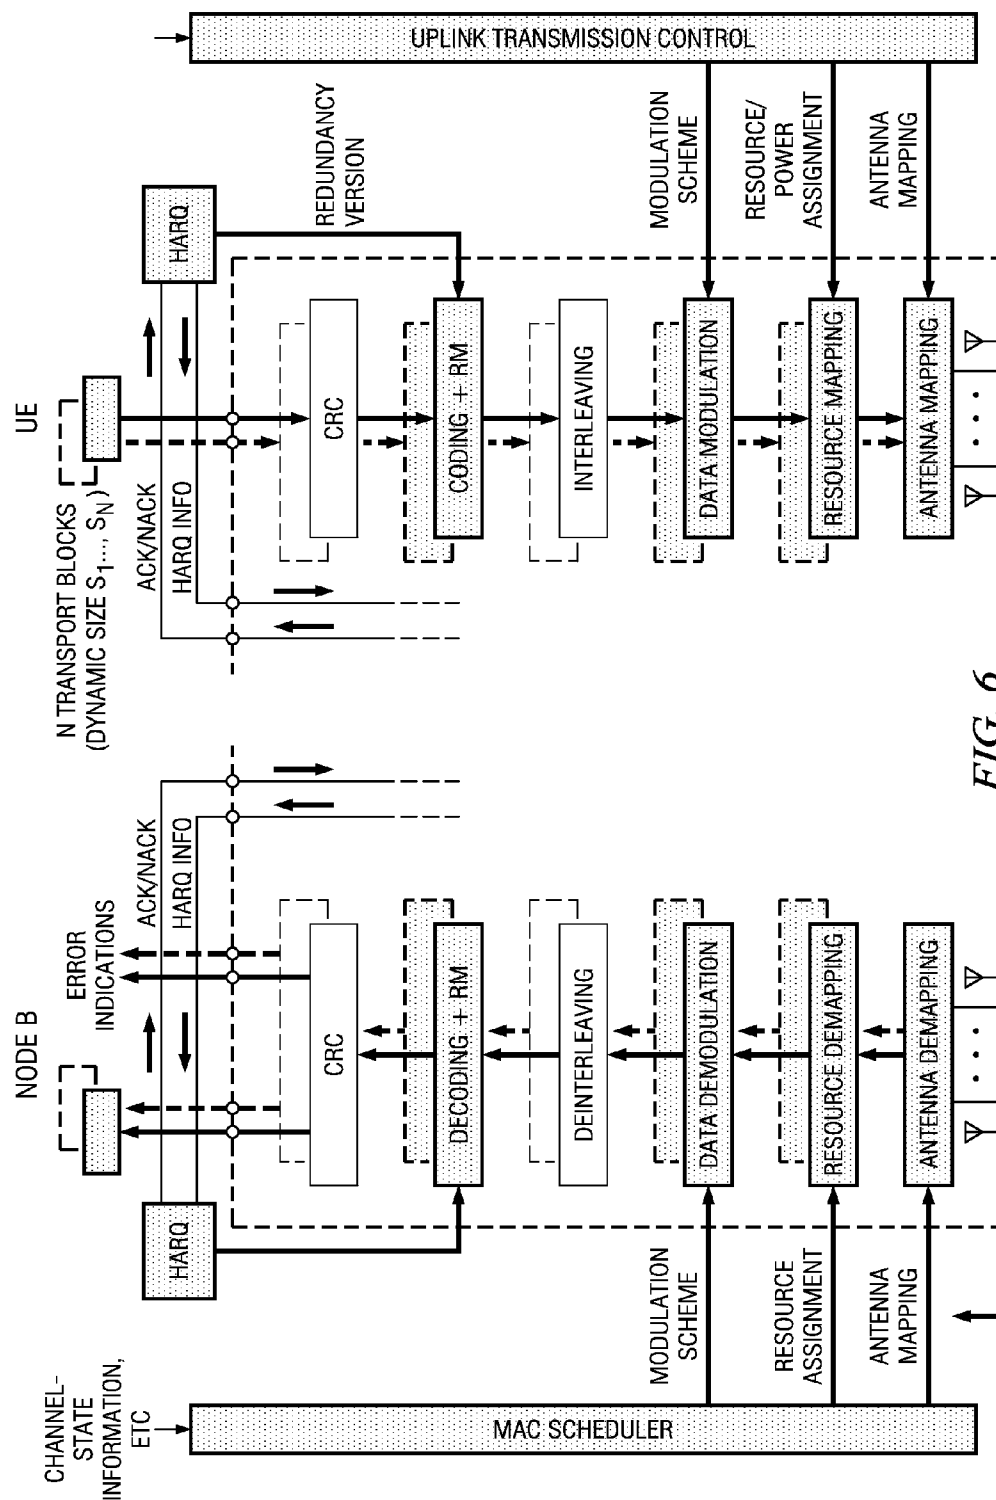 NODE B
UE
CHANNEL-
STATE
INFORMATION,
ETC
ERROR
INDICATIONS
N TRANSPORT BLOCKS
(DYNAMIC SIZE S1..., SN)
HARQ
ACK/NACK
HARQ INFO
ACK/NACK
HARQ INFO
HARQ
REDUNDANCY
VERSION
MAC SCHEDULER
CRC
CRC
UPLINK TRANSMISSION CONTROL
DECODING + RM
CODING + RM
DEINTERLEAVING
INTERLEAVING
MODULATION
SCHEME
DATA DEMODULATION
DATA MODULATION
MODULATION
SCHEME
RESOURCE
ASSIGNMENT
RESOURCE DEMAPPING
RESOURCE MAPPING
RESOURCE/
POWER
ASSIGNMENT
ANTENNA
MAPPING
ANTENNA DEMAPPING
ANTENNA MAPPING
ANTENNA
MAPPING
FIG. 6